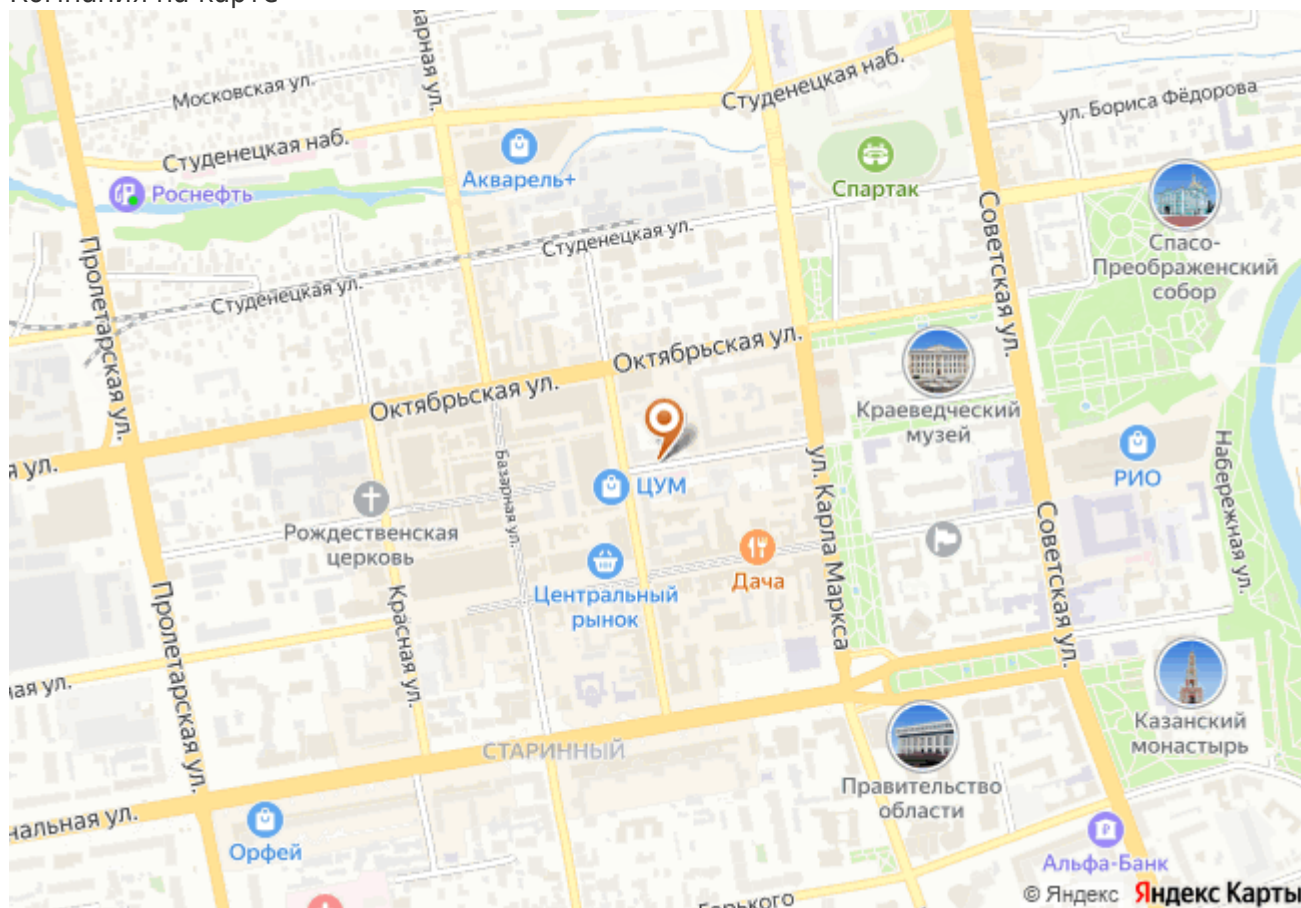 Компания на карте
Московская ул.
Студенецкая наб.
Студенецкая наб.
ул. Бориса Фёдорова
Роснефть
Акварель+
Спартак
Спасо-
Преображенский
собор
Студенецкая ул.
Студенецкая ул.
Пролетарская ул.
Советская ул.
Октябрьская ул.
Октябрьская ул.
Краеведческий
музей
Базарная ул.
ЦУМ
ул. Карла Маркса
РИО
Набережная ул.
Рождественская
церковь
Центральный
рынок
Дача
Советская ул.
Пролетарская ул.
Красная ул.
Казанский
монастырь
СТАРИННЫЙ
Правительство
области
Орфей
Альфа-Банк
© Яндекс Яндекс Карты